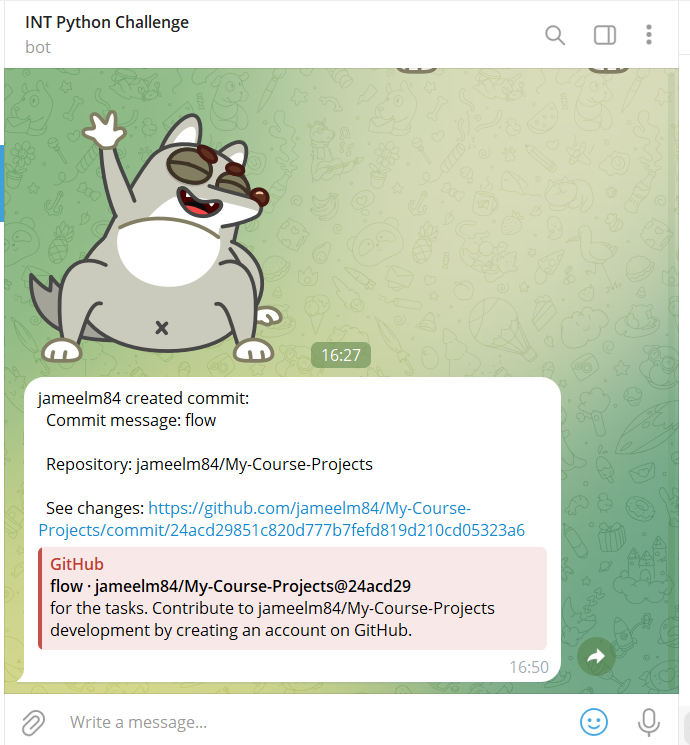 INT Python Challenge
bot
16:27
jameelm84 created commit:
Commit message: flow
Repository: jameelm84/My-Course-Projects
See changes: https://github.com/jameelm84/My-Course-
Projects/commit/24acd29851c820d777b7fefd819d210cd05323a6
GitHub
flow · jameelm84/My-Course-Projects@24acd29
for the tasks. Contribute to jameelm84/My-Course-Projects
development by creating an account on GitHub.
16:50
Write a message...